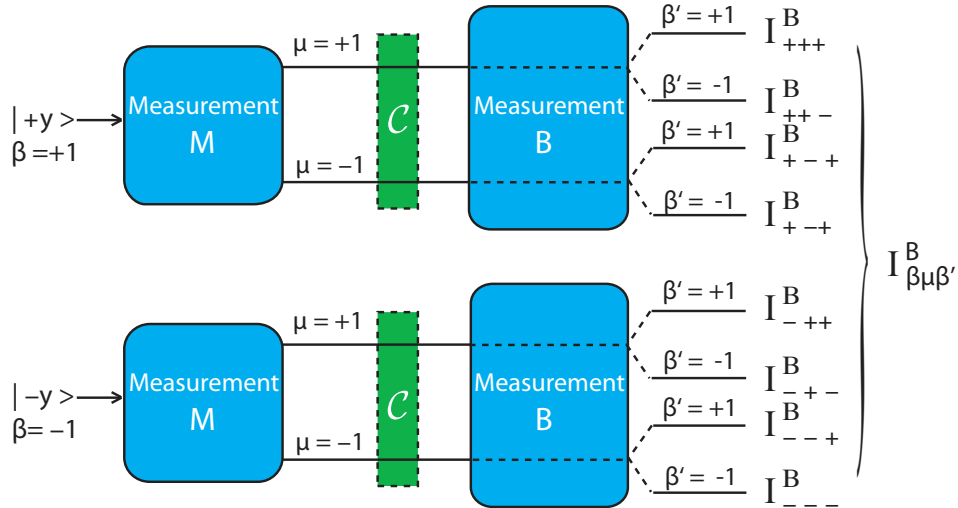 | +y >
β =+1
Measurement
M
μ = +1
μ = −1
C
Measurement
B
β‘ = +1
I^B_{+++}
β‘ = -1
I^B_{++ -}
β‘ = +1
I^B_{+ - +}
β‘ = -1
I^B_{+ -+}
| −y >
β= −1
Measurement
M
μ = +1
μ = −1
C
Measurement
B
β‘ = +1
I^B_{- ++}
β‘ = -1
I^B_{- + -}
β‘ = +1
I^B_{- - +}
β‘ = -1
I^B_{- - -}
I^B_{βμβ‘}